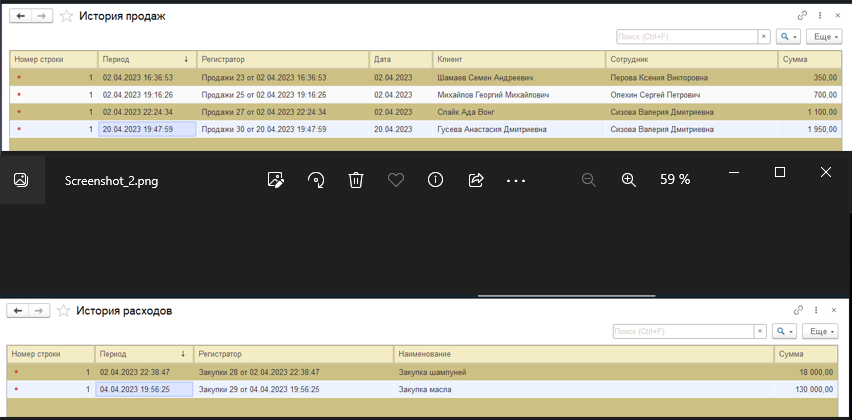 История продаж
Поиск (Ctrl+F) × Еще
Номер строки Период ↓ Регистратор Дата Клиент Сотрудник Сумма
1 02.04.2023 16:36:53 Продажи 23 от 02.04.2023 16:36:53 02.04.2023 Шамаев Семен Андреевич Перова Ксения Викторовна 350,00
1 02.04.2023 19:16:26 Продажи 25 от 02.04.2023 19:16:26 02.04.2023 Михайлов Георгий Михайлович Опехин Сергей Петрович 700,00
1 02.04.2023 22:24:34 Продажи 27 от 02.04.2023 22:24:34 02.04.2023 Спайк Ада Вонг Сизова Валерия Дмитриевна 1 100,00
1 20.04.2023 19:47:59 Продажи 30 от 20.04.2023 19:47:59 20.04.2023 Гусева Анастасия Дмитриевна Сизова Валерия Дмитриевна 1 950,00
Screenshot_2.png 59 %
История расходов
Поиск (Ctrl+F) × Еще
Номер строки Период ↓ Регистратор Наименование Сумма
1 02.04.2023 22:38:47 Закупки 28 от 02.04.2023 22:38:47 Закупка шампуней 18 000,00
1 04.04.2023 19:56:25 Закупки 29 от 04.04.2023 19:56:25 Закупка масла 130 000,00